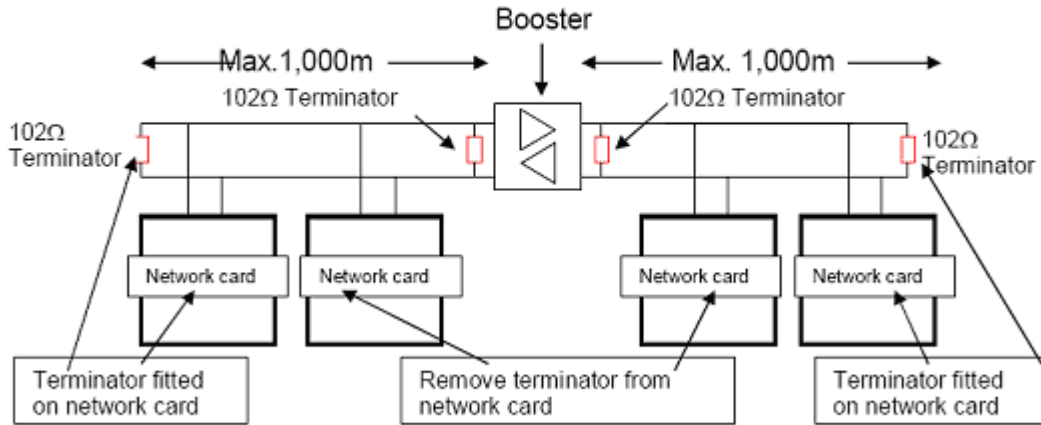 Booster
Max.1,000m
Max. 1,000m
102Ω Terminator
102Ω Terminator
102Ω
Terminator
102Ω
Terminator
Network card
Network card
Network card
Network card
Terminator fitted
on network card
Remove terminator from
network card
Terminator fitted
on network card